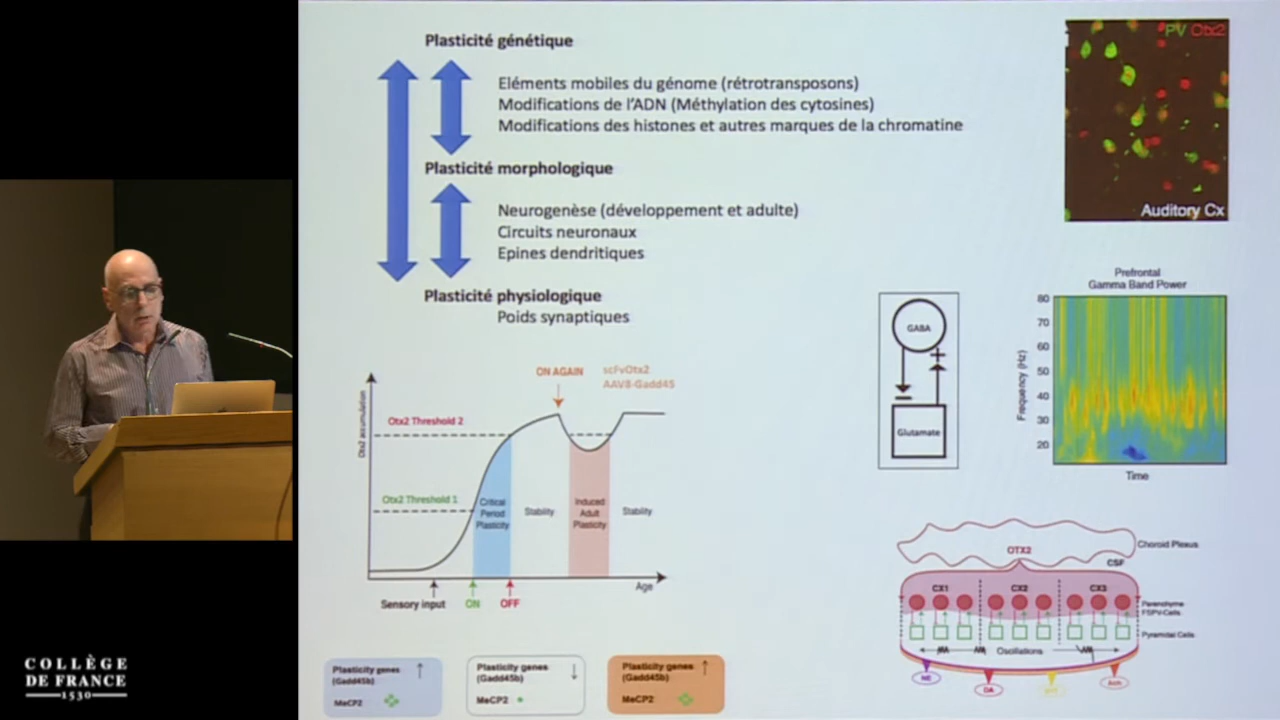 Plasticité génétique
Eléments mobiles du génome (rétrotransposons)
Modifications de l'ADN (Méthylation des cytosines)
Modifications des histones et autres marques de la chromatine
Plasticité morphologique
Neurogenèse (développement et adulte)
Circuits neuronaux
Epines dendritiques
Plasticité physiologique
Poids synaptiques
PV Otx2
Auditory Cx
Prefrontal
Gamma Band Power
Frequency (Hz)
80
70
60
50
40
30
20
Time
GABA
+
−
Glutamate
ON AGAIN
scFvOtx2
AAV8-Gadd45
Otx2 accumulation
Otx2 Threshold 2
Otx2 Threshold 1
Critical
Period
Plasticity
Stability
Induced
Adult
Plasticity
Stability
Age
Sensory input
ON
OFF
Choroid Plexus
OTX2
CSF
CX1
CX2
CX3
Parenchyme
FSPV-Cells
Pyramidal Cells
Oscillations
NE
DA
Ach
Plasticity genes
(Gadd45b)
MeCP2
Plasticity genes
(Gadd45b)
MeCP2
Plasticity genes
(Gadd45b)
MeCP2
COLLÈGE
DE FRANCE
1530